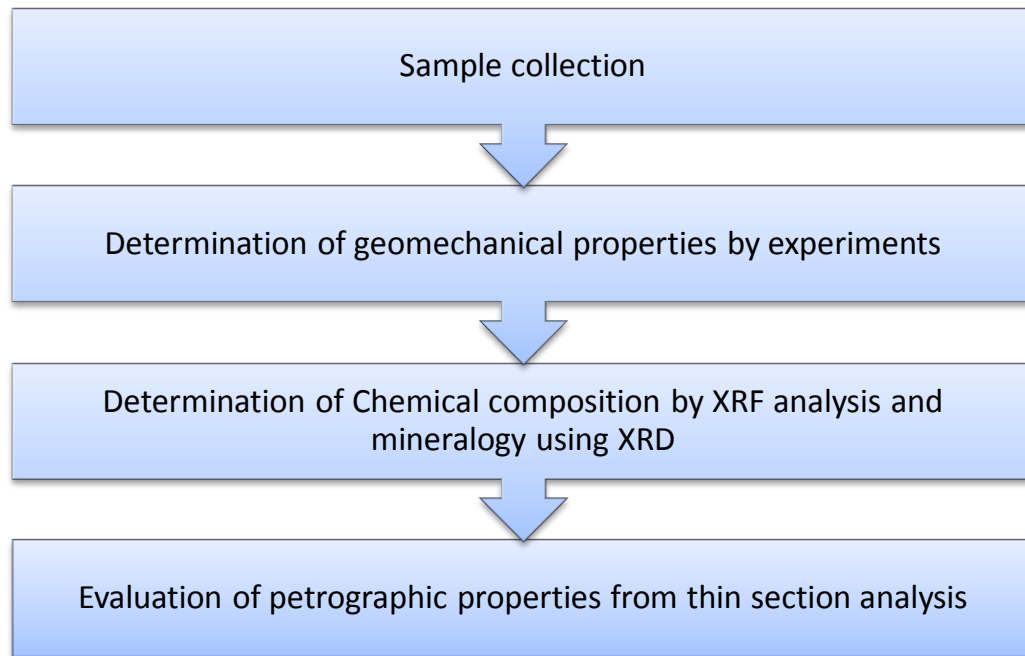 Sample collection
Determination of geomechanical properties by experiments
Determination of Chemical composition by XRF analysis and
mineralogy using XRD
Evaluation of petrographic properties from thin section analysis